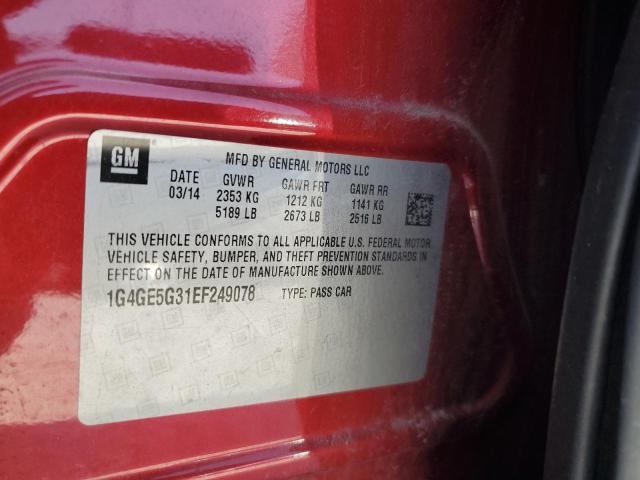 GM
MFD BY GENERAL MOTORS LLC
DATE GVWR GAWR FRT GAWR RR
03/14 2353 KG 1212 KG 1141 KG
5189 LB 2673 LB 2516 LB
THIS VEHICLE CONFORMS TO ALL APPLICABLE U.S. FEDERAL MOTOR
VEHICLE SAFETY, BUMPER, AND THEFT PREVENTION STANDARDS IN
EFFECT ON THE DATE OF MANUFACTURE SHOWN ABOVE.
1G4GE5G31EF249078 TYPE: PASS CAR